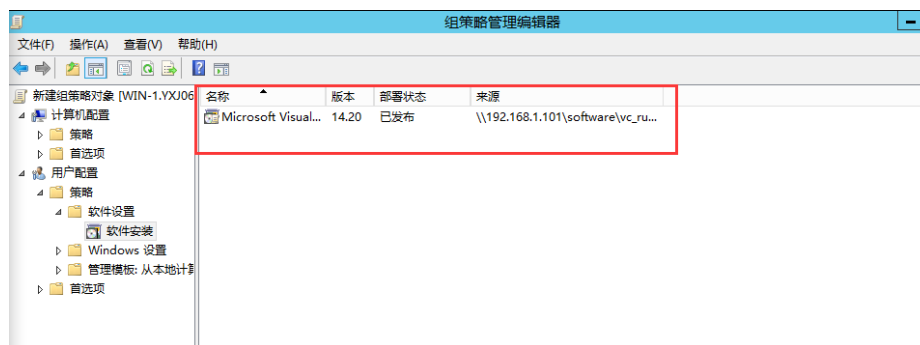 组策略管理编辑器
文件(F) 操作(A) 查看(V) 帮助(H)
新建组策略对象 [WIN-1.YXJ06
计算机配置
策略
首选项
用户配置
策略
软件设置
软件安装
Windows 设置
管理模板: 从本地计算
首选项
名称 版本 部署状态 来源
Microsoft Visual... 14.20 已发布 \\192.168.1.101\software\vc_ru...